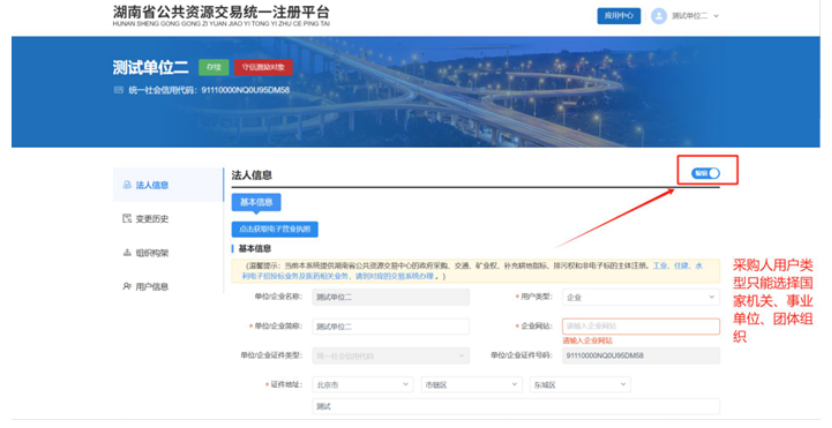 湖南省公共资源交易统一注册平台
HUNAN SHENG GONG GONG ZI YUAN JIAO YI TONG YI ZHU CE PING TAI
应用中心
测试单位二
测试单位二
存续
守信激励对象
统一社会信用代码：91110000NQ0U95DM58
法人信息
变更历史
组织构架
用户信息
法人信息
编辑
基本信息
点击获取电子营业执照
基本信息
（温馨提示：当前本系统提供湖南省公共资源交易中心的政府采购、交通、矿业权、补充耕地指标、排污权和非电子标的主体注册。工业、住建、水
利电子招投标业务及医药相关业务，请到对应的交易系统办理。）
单位/企业名称：
测试单位二
* 用户类型：
企业
* 单位/企业简称：
测试单位二
* 企业网站：
请输入企业网站
请输入企业网站
单位/企业证件类型：
统一社会信用代码
单位/企业证件号码：
91110000NQ0U95DM58
* 证件地址：
北京市
市辖区
东城区
测试
采购人用户类
型只能选择国
家机关、事业
单位、团体组
织